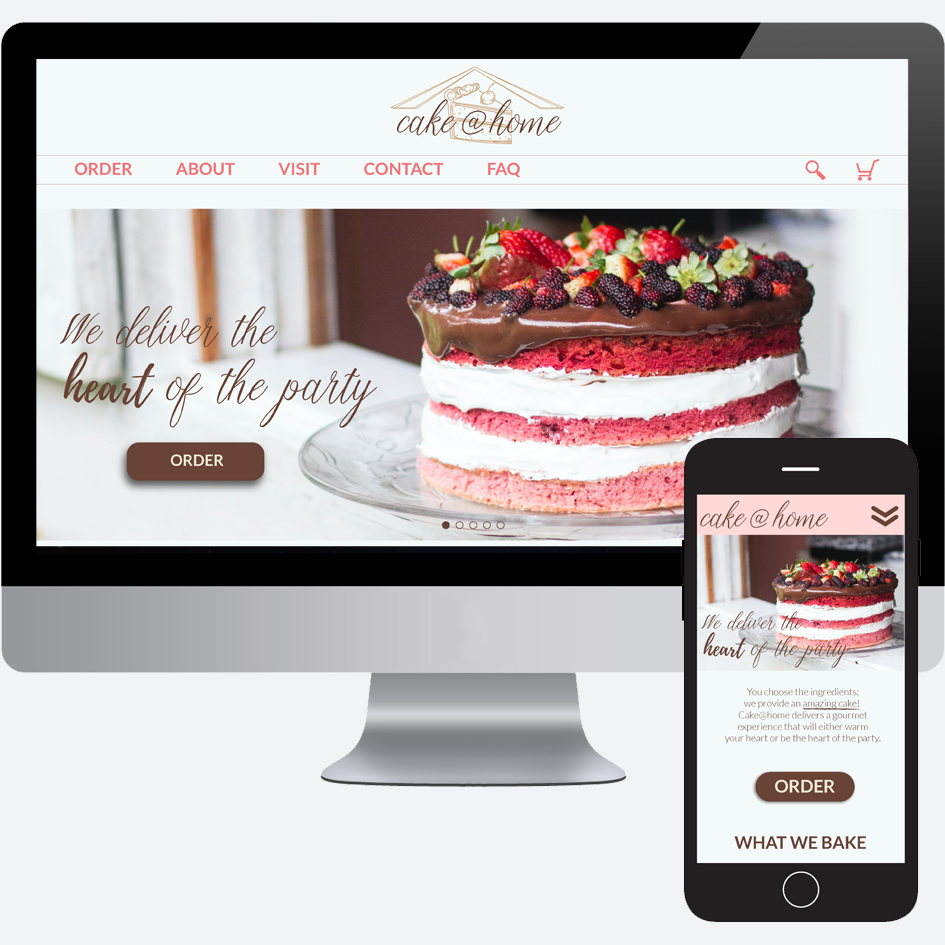 cake @ home
ORDER ABOUT VISIT CONTACT FAQ
We deliver the
heart of the party
ORDER
cake @ home
We deliver the
heart of the party
You choose the ingredients;
we provide an amazing cake!
Cake@home delivers a gourmet
experience that will either warm
your heart or be the heart of the party.
ORDER
WHAT WE BAKE